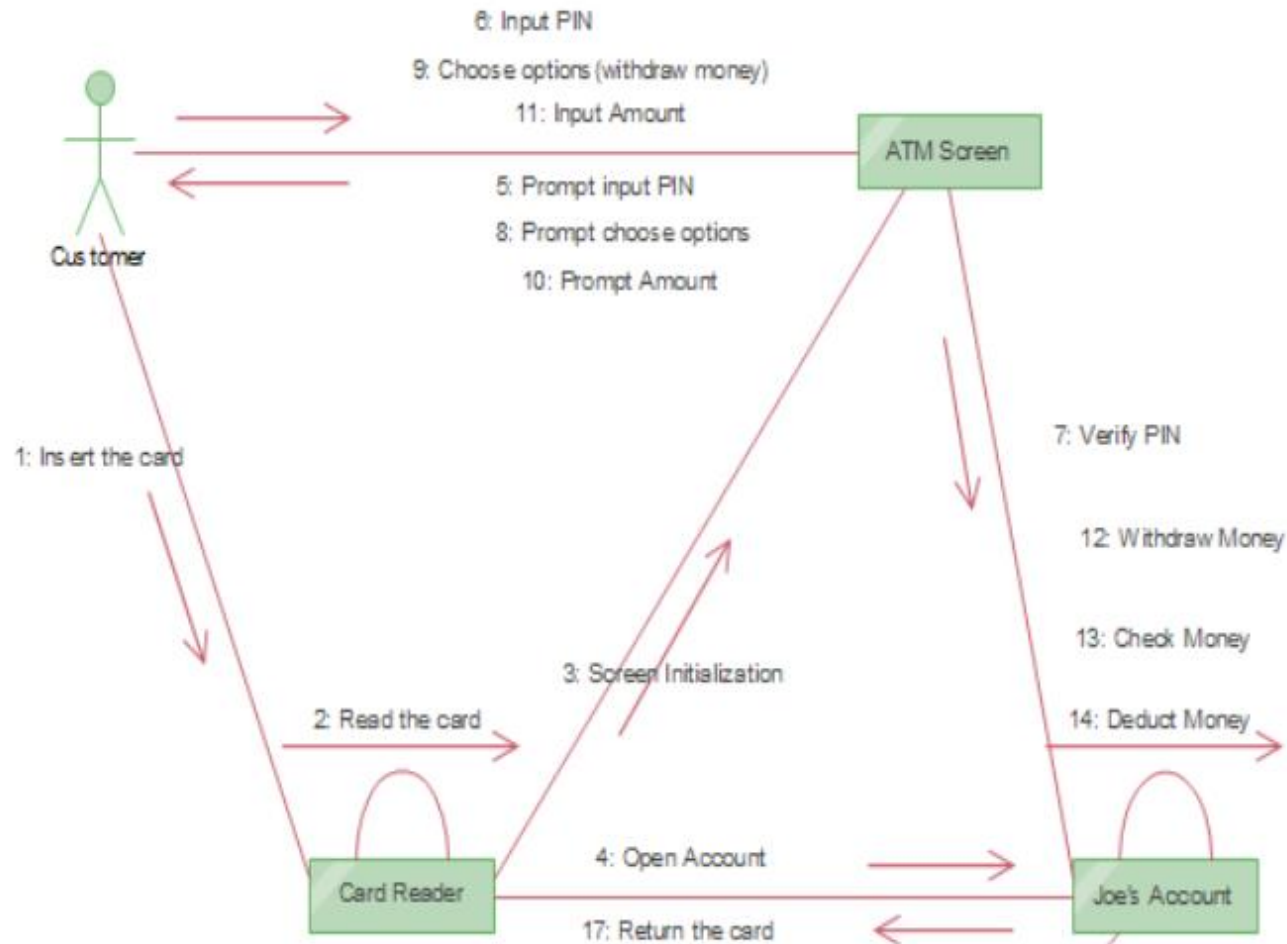 6: Input PIN
9: Choose options (withdraw money)
11: Input Amount
ATM Screen
5: Prompt input PIN
8: Prompt choose options
10: Prompt Amount
Customer
1: Insert the card
7: Verify PIN
12: Withdraw Money
13: Check Money
3: Screen Initialization
2: Read the card
14: Deduct Money
4: Open Account
Card Reader
Joe's Account
17: Return the card